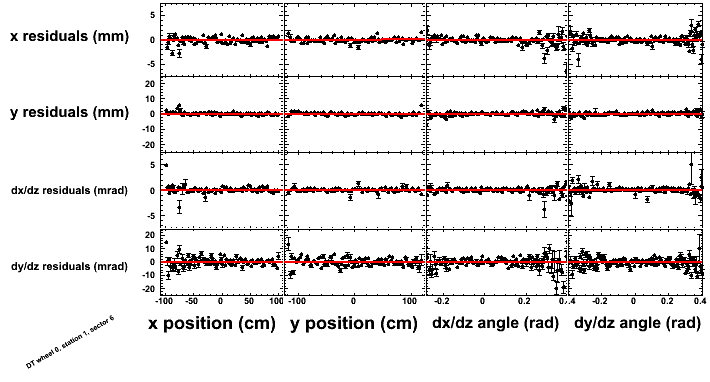 x residuals (mm)
5
0
-5
y residuals (mm)
20
10
0
-10
-20
dx/dz residuals (mrad)
5
0
-5
dy/dz residuals (mrad)
20
10
0
-10
-20
-100 -50 0 50 100 -100 0 100 -0.2 0 0.2 0.4 -0.2 0 0.2 0.4
x position (cm) y position (cm) dx/dz angle (rad) dy/dz angle (rad)
DT wheel 0, station 1, sector 6